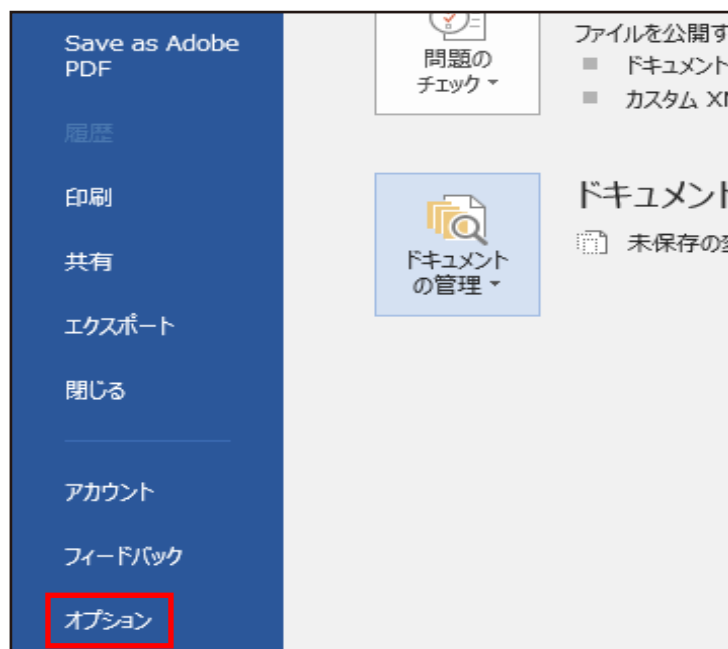 Save as Adobe
PDF
履歴
印刷
共有
エクスポート
閉じる
アカウント
フィードバック
オプション
問題の
チェック
ファイルを公開す
ドキュメント
カスタム
ドキュメント
の管理
ドキュメント
未保存の